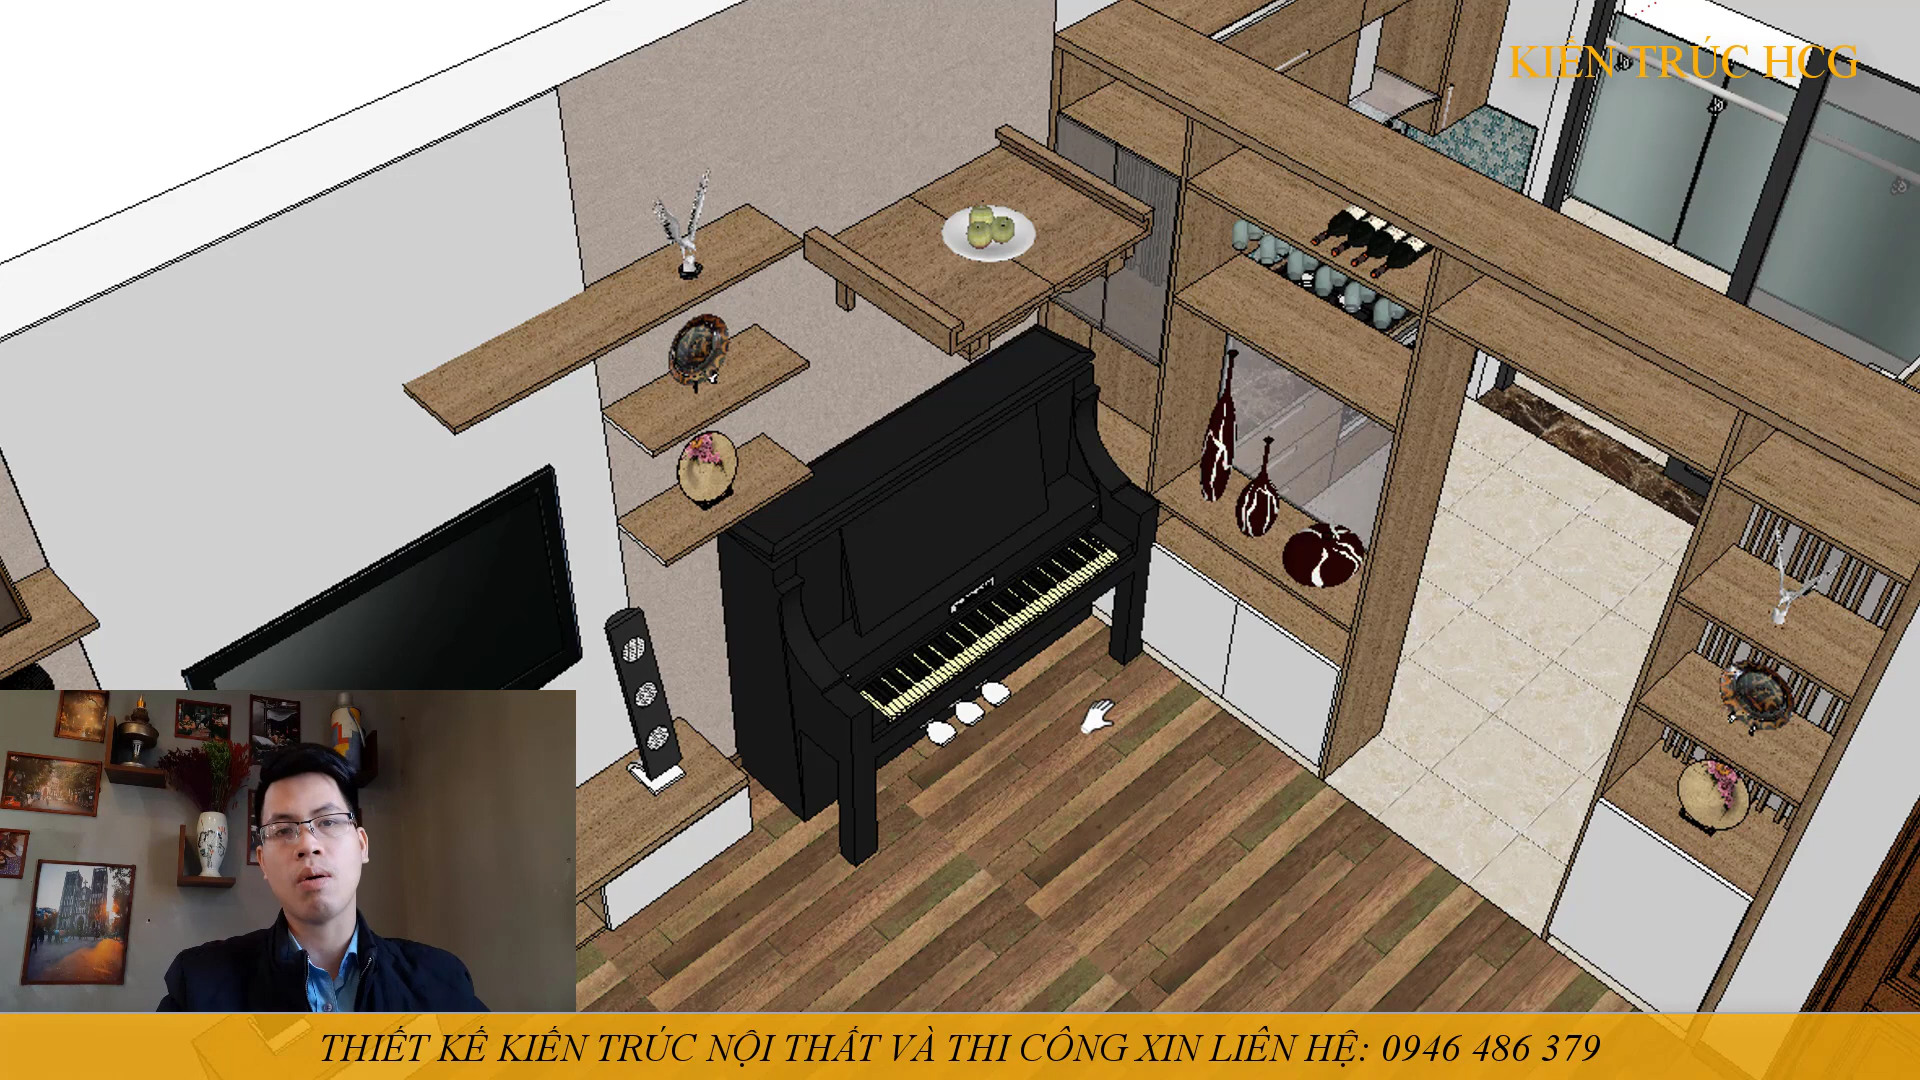 KIẾN TRÚC HCG
THIẾT KẾ KIẾN TRÚC NỘI THẤT VÀ THI CÔNG XIN LIÊN HỆ: 0946 486 379